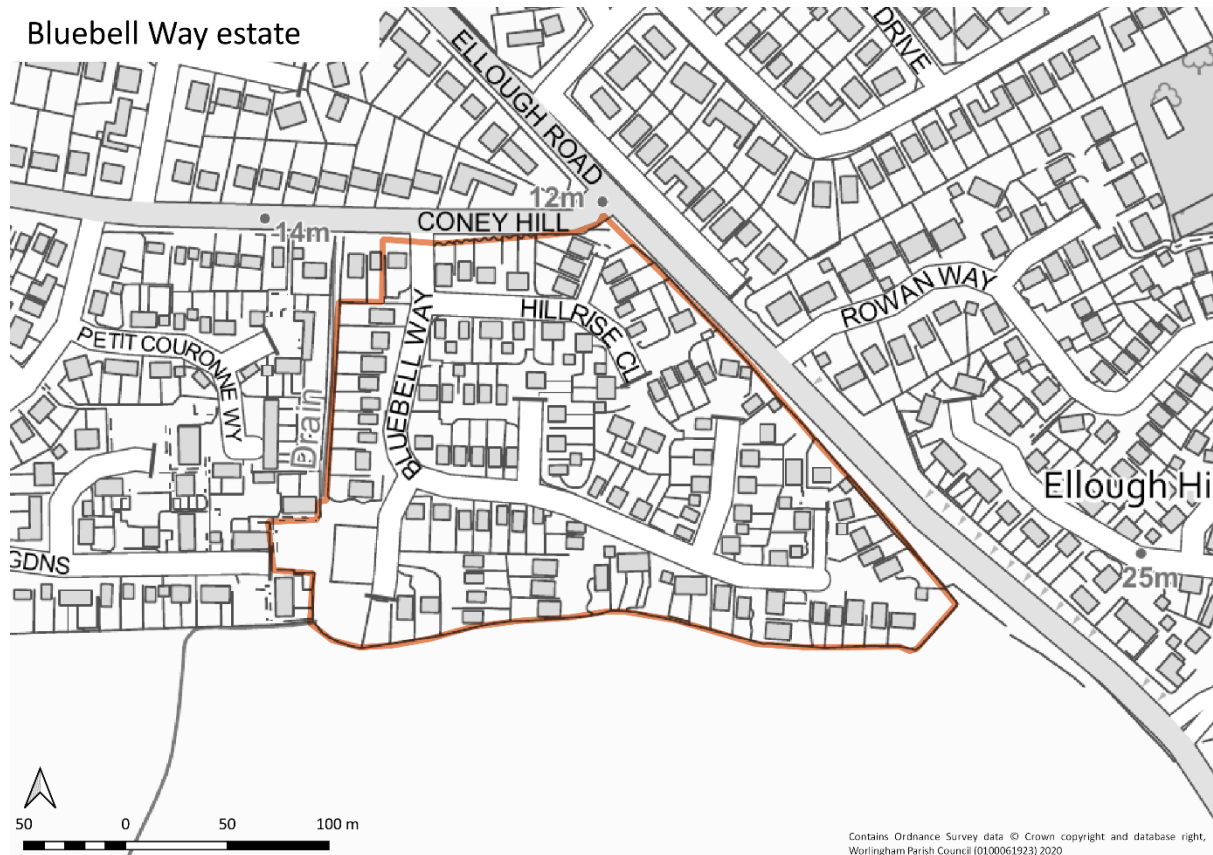 Bluebell Way estate
ELLOUGH ROAD
DRIVE
12m
14m
CONEY HILL
ROWAN WAY
HILLRISE CL
BLUEBELL WAY
PETIT COURONNE WY
Drain
Ellough Hi
GDNS
25m
50 0 50 100 m
Contains Ordnance Survey data © Crown copyright and database right,
Worlingham Parish Council (0100061923) 2020